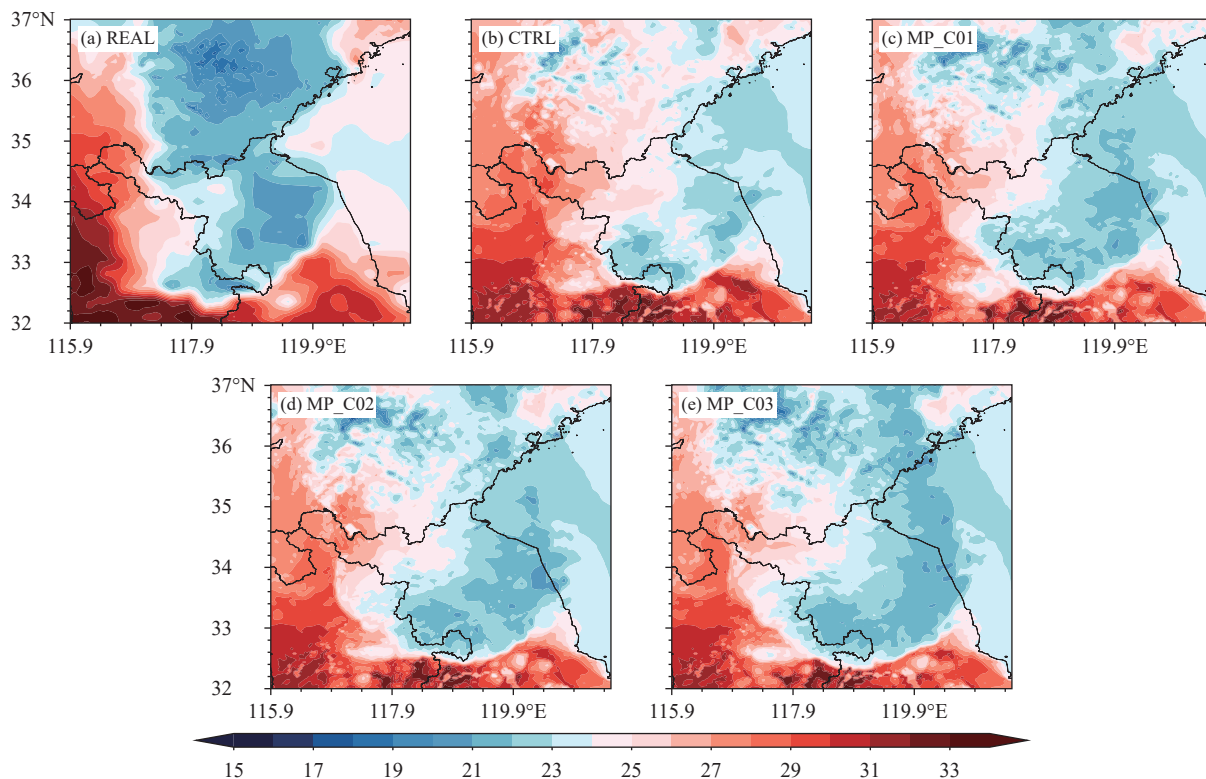 37°N
(a) REAL
(b) CTRL
(c) MP_C01
36
35
34
33
32
115.9 117.9 119.9°E
115.9 117.9 119.9°E
115.9 117.9 119.9°E
37°N
(d) MP_C02
(e) MP_C03
36
35
34
33
32
115.9 117.9 119.9°E
115.9 117.9 119.9°E
15 17 19 21 23 25 27 29 31 33